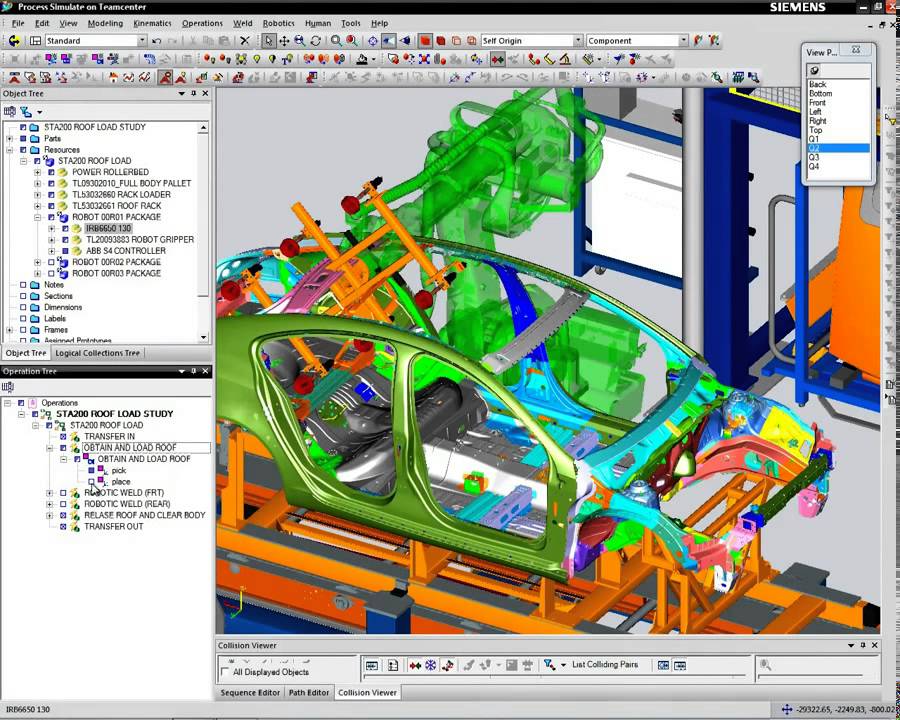 Process Simulate on Teamcenter
SIEMENS
File Edit View Modeling Kinematics Operations Weld Robotics Human Tools Help
Standard
Self Origin
Component
View P...
Back
Bottom
Front
Left
Right
Top
Q1
Q2
Q3
Q4
Object Tree
STA200 ROOF LOAD STUDY
Parts
Resources
STA200 ROOF LOAD
POWER ROLLERBED
TL09302010_FULL BODY PALLET
TL53032660 RACK LOADER
TL53032661 ROOF RACK
ROBOT 00R01 PACKAGE
IRB6650 130
TL20093883 ROBOT GRIPPER
ABB S4 CONTROLLER
ROBOT 00R02 PACKAGE
ROBOT 00R03 PACKAGE
Notes
Sections
Dimensions
Labels
Frames
Assigned Prototypes
Object Tree Logical Collections Tree
Operation Tree
Operations
STA200 ROOF LOAD STUDY
STA200 ROOF LOAD
TRANSFER IN
OBTAIN AND LOAD ROOF
OBTAIN AND LOAD ROOF
pick
place
ROBOTIC WELD (FRT)
ROBOTIC WELD (REAR)
RELASE ROOF AND CLEAR BODY
TRANSFER OUT
Collision Viewer
All Displayed Objects
List Colliding Pairs
Sequence Editor Path Editor Collision Viewer
IRB6650 130
-29322.65, -2249.83, -800.02